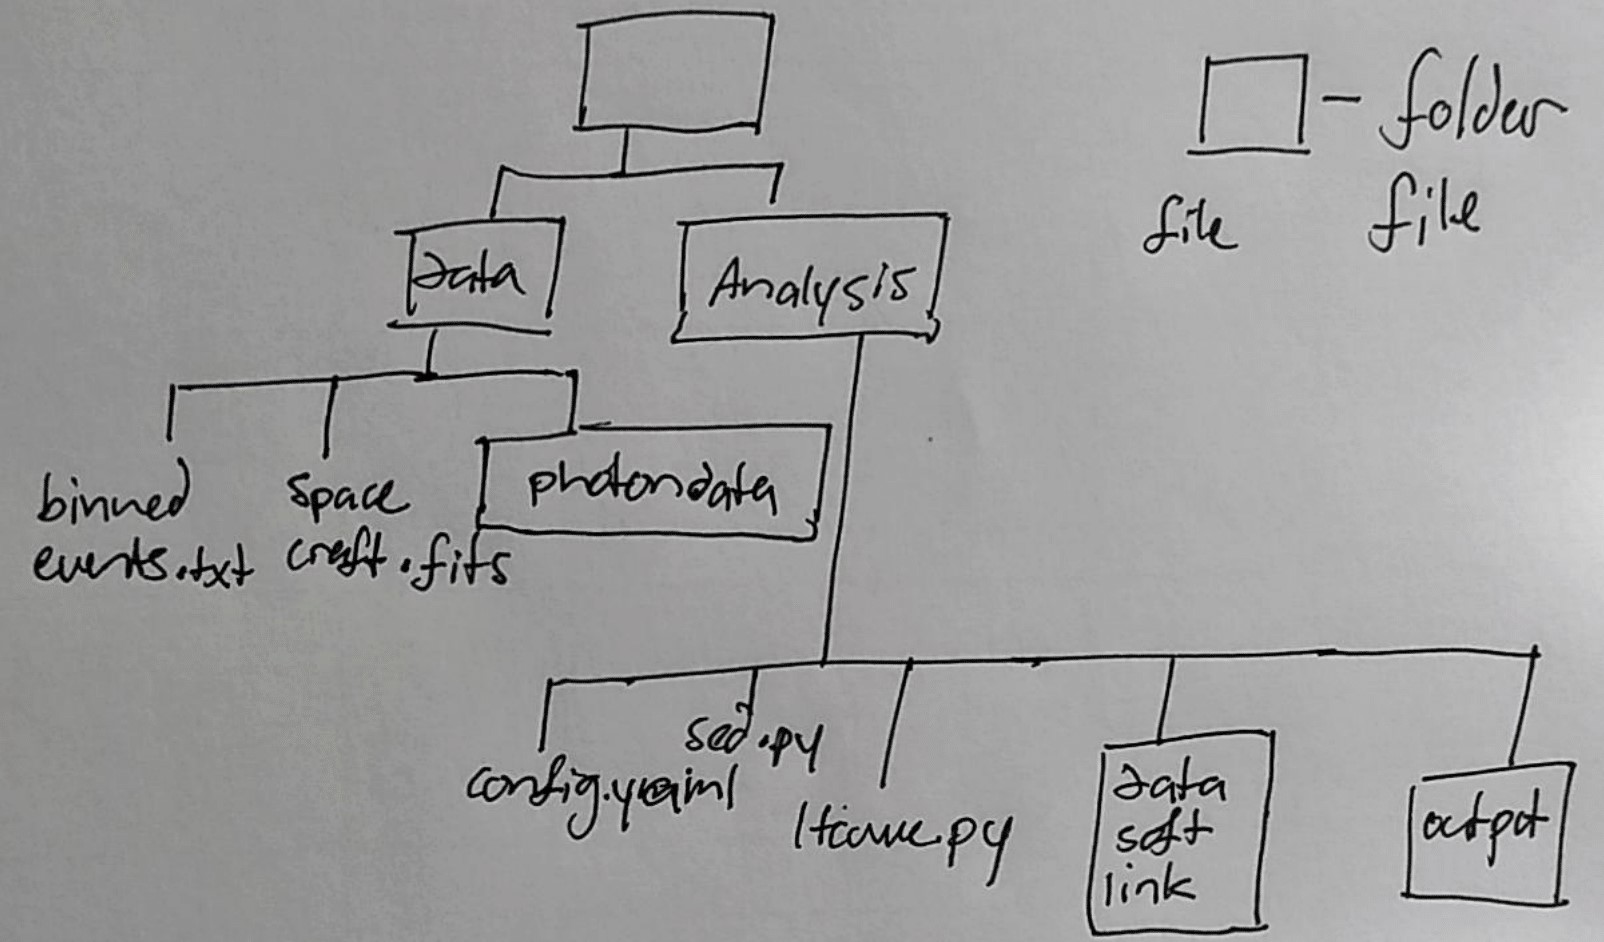 - folder
file file
data
Analysis
binned
events.txt
space
craft.fits
photondata
sed.py
config.yaml
ltcurve.py
data
soft
link
output